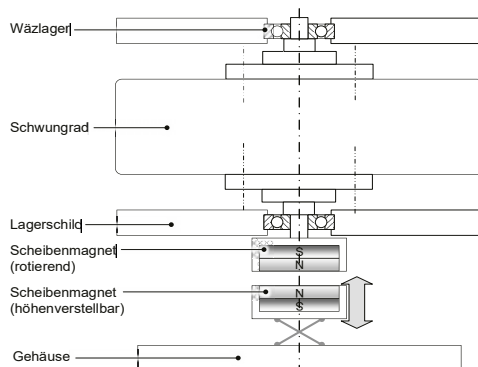 Wäzlager
Schwungrad
Lagerschild
Scheibenmagnet
(rotierend)
S
N
Scheibenmagnet
(höhenverstellbar)
N
S
Gehäuse